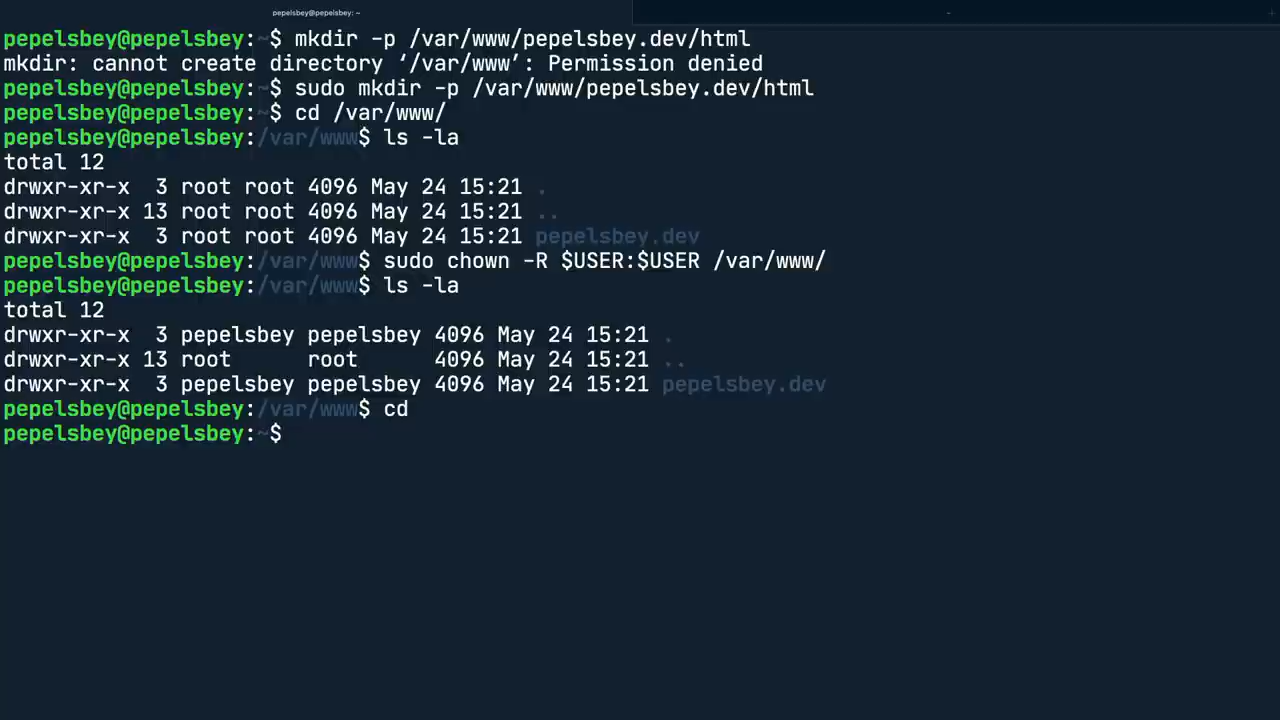 pepelsbey@pepelsbey: ~
pepelsbey@pepelsbey:~$ mkdir -p /var/www/pepelsbey.dev/html
mkdir: cannot create directory ‘/var/www’: Permission denied
pepelsbey@pepelsbey:~$ sudo mkdir -p /var/www/pepelsbey.dev/html
pepelsbey@pepelsbey:~$ cd /var/www/
pepelsbey@pepelsbey:/var/www$ ls -la
total 12
drwxr-xr-x  3 root root 4096 May 24 15:21 .
drwxr-xr-x 13 root root 4096 May 24 15:21 ..
drwxr-xr-x  3 root root 4096 May 24 15:21 pepelsbey.dev
pepelsbey@pepelsbey:/var/www$ sudo chown -R $USER:$USER /var/www/
pepelsbey@pepelsbey:/var/www$ ls -la
total 12
drwxr-xr-x  3 pepelsbey pepelsbey 4096 May 24 15:21 .
drwxr-xr-x 13 root      root      4096 May 24 15:21 ..
drwxr-xr-x  3 pepelsbey pepelsbey 4096 May 24 15:21 pepelsbey.dev
pepelsbey@pepelsbey:/var/www$ cd
pepelsbey@pepelsbey:~$